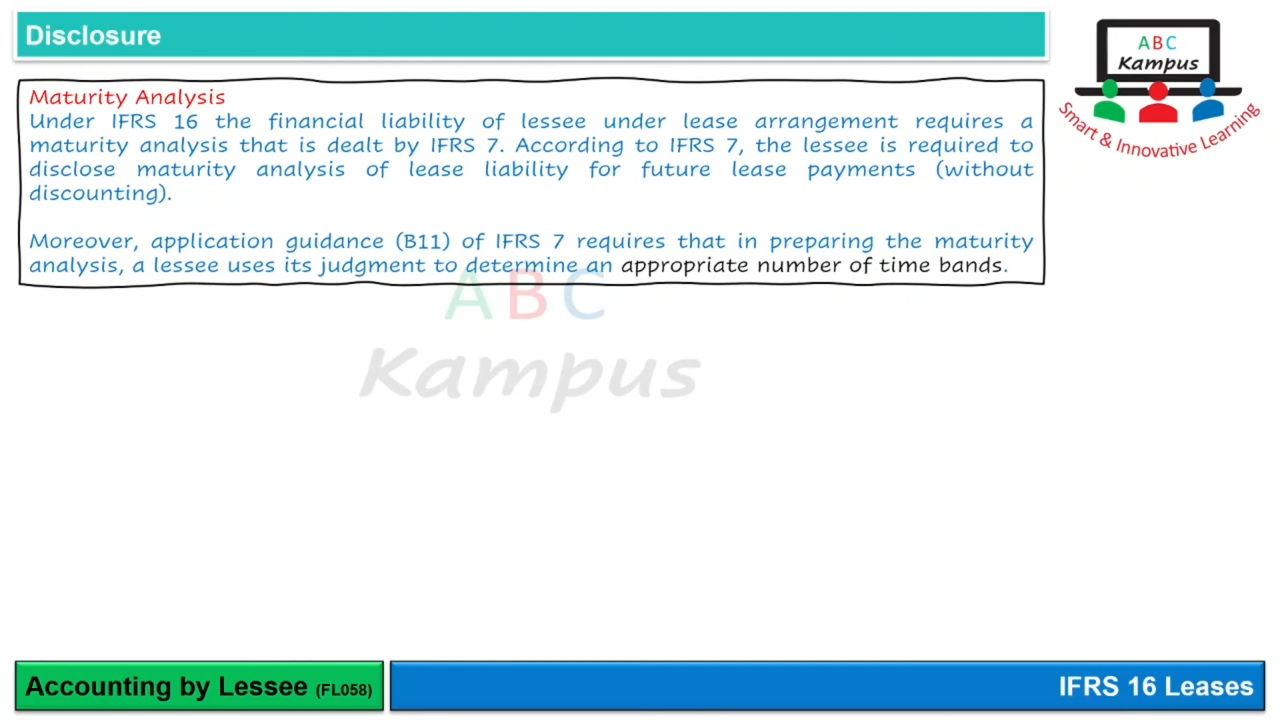 Disclosure
A B C
Kampus
Smart & Innovative Learning
Maturity Analysis
Under IFRS 16 the financial liability of lessee under lease arrangement requires a
maturity analysis that is dealt by IFRS 7. According to IFRS 7, the lessee is required to
disclose maturity analysis of lease liability for future lease payments (without
discounting).
Moreover, application guidance (B11) of IFRS 7 requires that in preparing the maturity
analysis, a lessee uses its judgment to determine an appropriate number of time bands.
A B C
Kampus
Accounting by Lessee (FL058)
IFRS 16 Leases